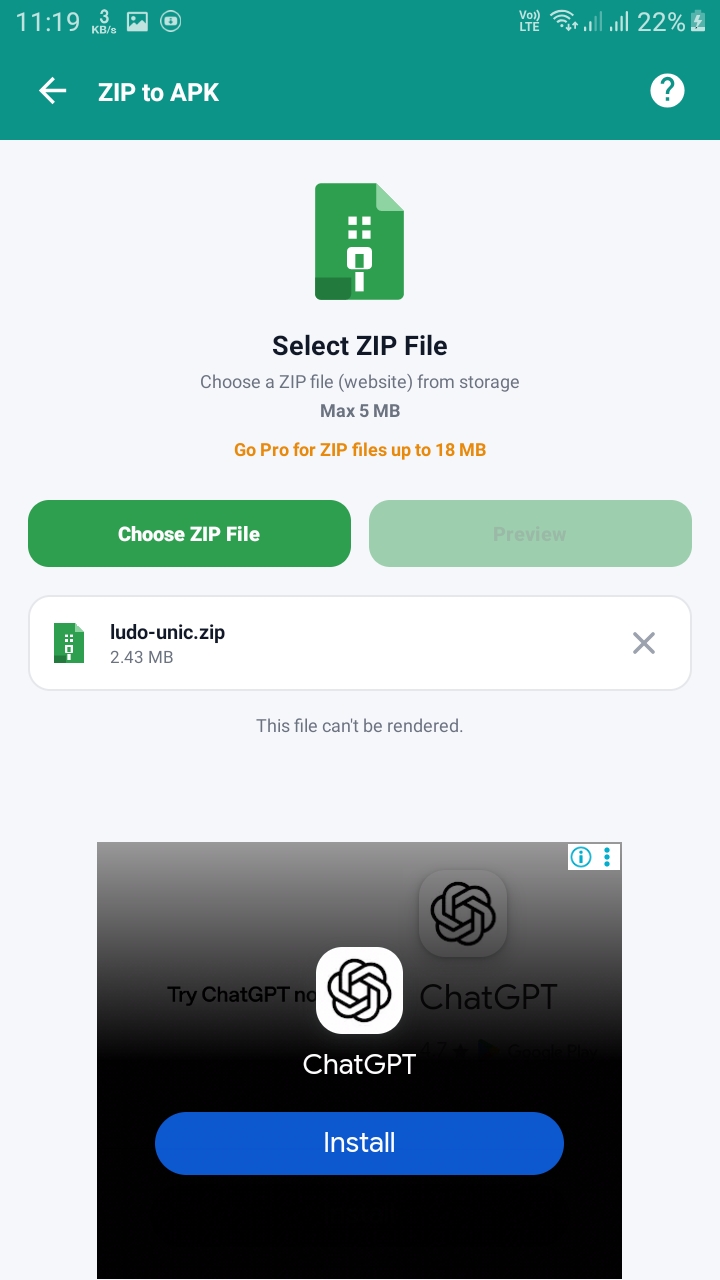 11:19 3 KB/s Vo)) LTE 22%
ZIP to APK
Select ZIP File
Choose a ZIP file (website) from storage
Max 5 MB
Go Pro for ZIP files up to 18 MB
Choose ZIP File Preview
ludo-unic.zip
2.43 MB
This file can't be rendered.
Try ChatGPT ChatGPT
Google Play
ChatGPT
Install